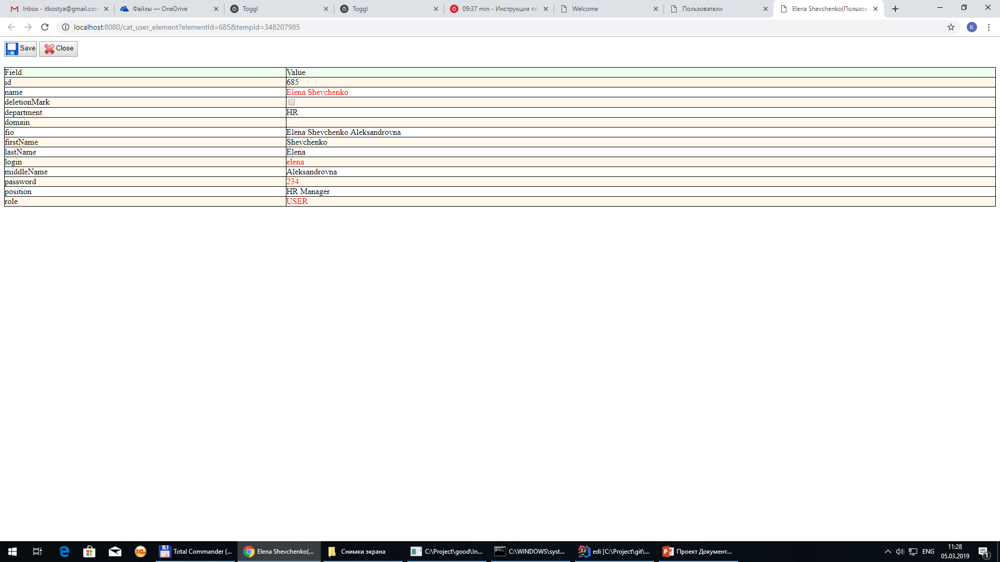 Inbox - itkostya@gmail.com
Файлы — OneDrive
Toggl
Toggl
09:37 min - Инструкция по
Welcome
Пользователи
Elena Shevchenko(Пользов
localhost:8080/cat_user_element?elementId=685&tempId=348207985
K
Save Close
Field Value
id 685
name Elena Shevchenko
deletionMark
department HR
domain
fio Elena Shevchenko Aleksandrovna
firstName Shevchenko
lastName Elena
login elena
middleName Aleksandrovna
password 234
position HR Manager
role USER
Total Commander (...
Elena Shevchenko(...
Снимки экрана
C:\Project\good\In...
C:\WINDOWS\syst...
edi [C:\Project\git\...
Проект Документ...
ENG
11:28
05.03.2019
1